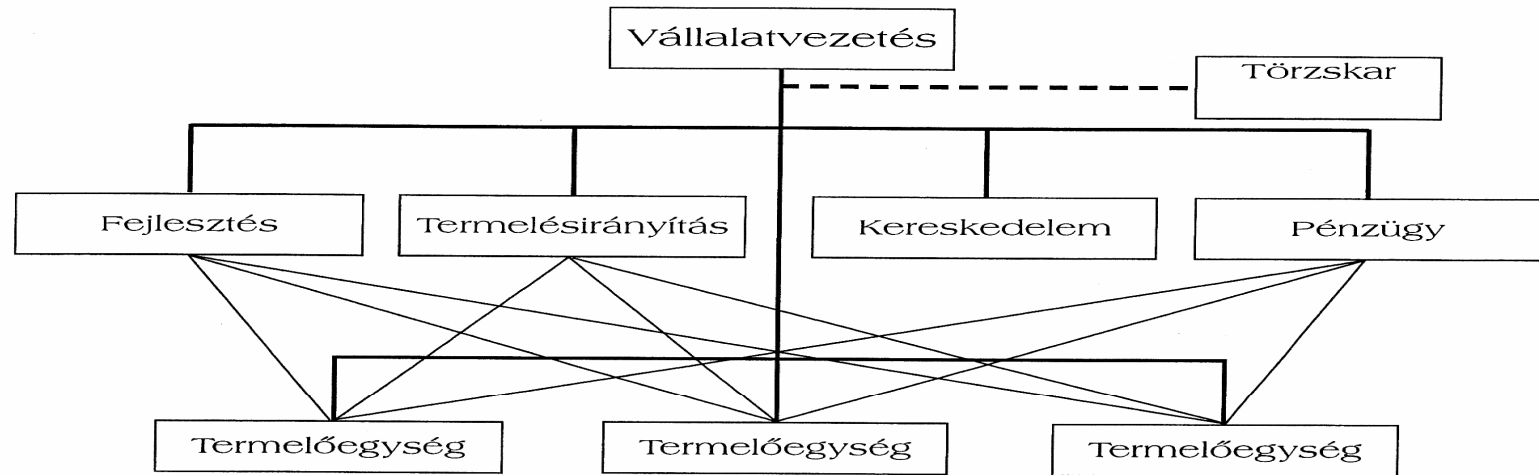 Vállalatvezetés
Törzskar
Fejlesztés
Termelésirányítás
Kereskedelem
Pénzügy
Termelőegység
Termelőegység
Termelőegység